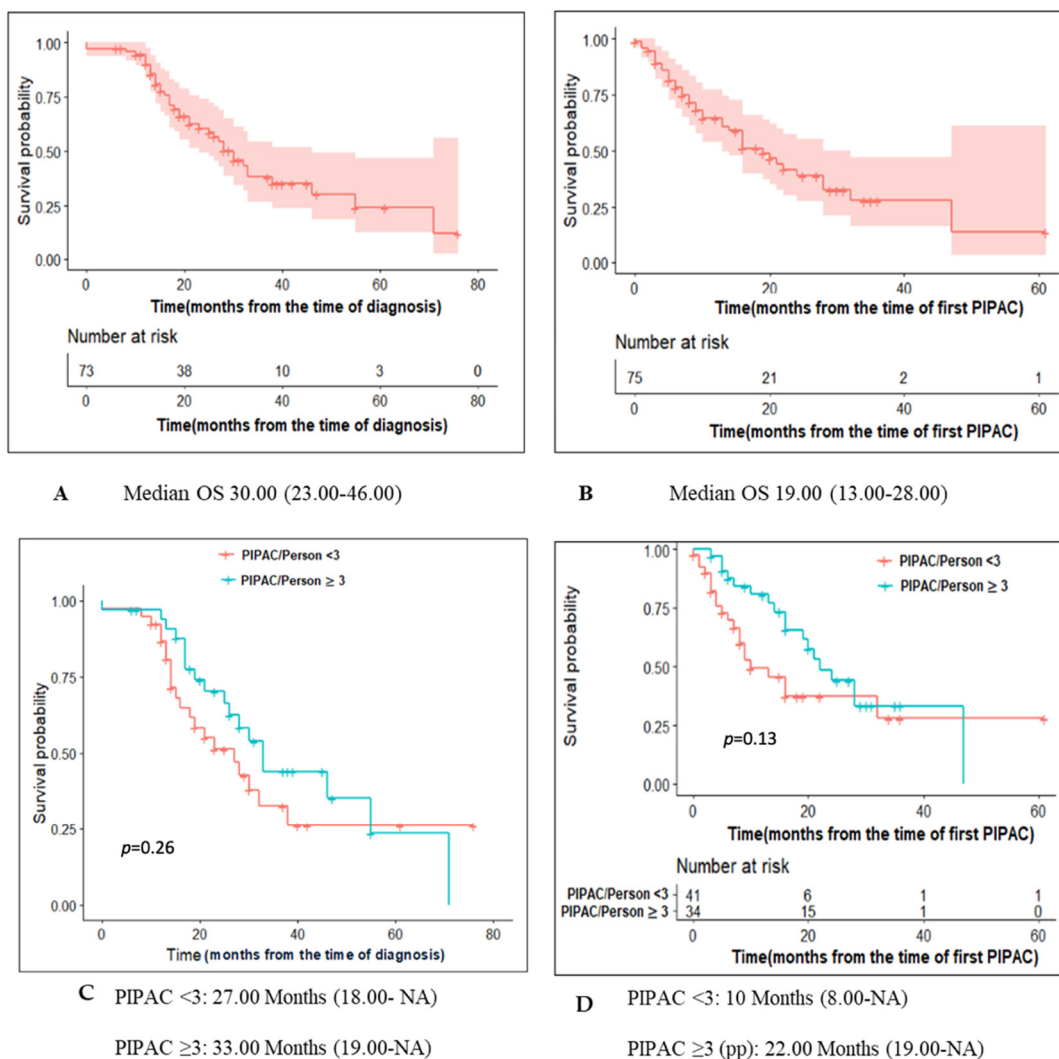 1.00
0.75
0.50
0.25
0.00
Survival probability
0 20 40 60 80
Time(months from the time of diagnosis)
Number at risk
73 38 10 3 0
0 20 40 60 80
Time(months from the time of diagnosis)
A Median OS 30.00 (23.00-46.00)
1.00
0.75
0.50
0.25
0.00
Survival probability
0 20 40 60
Time(months from the time of first PIPAC)
Number at risk
75 21 2 1
0 20 40 60
Time(months from the time of first PIPAC)
B Median OS 19.00 (13.00-28.00)
PIPAC/Person <3
PIPAC/Person ≥ 3
1.00
0.75
0.50
0.25
0.00
Survival probability
p=0.26
0 20 40 60 80
Time (months from the time of diagnosis)
C PIPAC <3: 27.00 Months (18.00- NA)
PIPAC ≥3: 33.00 Months (19.00-NA)
PIPAC/Person <3
PIPAC/Person ≥ 3
1.00
0.75
0.50
0.25
0.00
Survival probability
p=0.13
0 20 40 60
Time(months from the time of first PIPAC)
Number at risk
PIPAC/Person <3 41 6 1 1
PIPAC/Person ≥ 3 34 15 1 0
0 20 40 60
Time(months from the time of first PIPAC)
D PIPAC <3: 10 Months (8.00-NA)
PIPAC ≥3 (pp): 22.00 Months (19.00-NA)